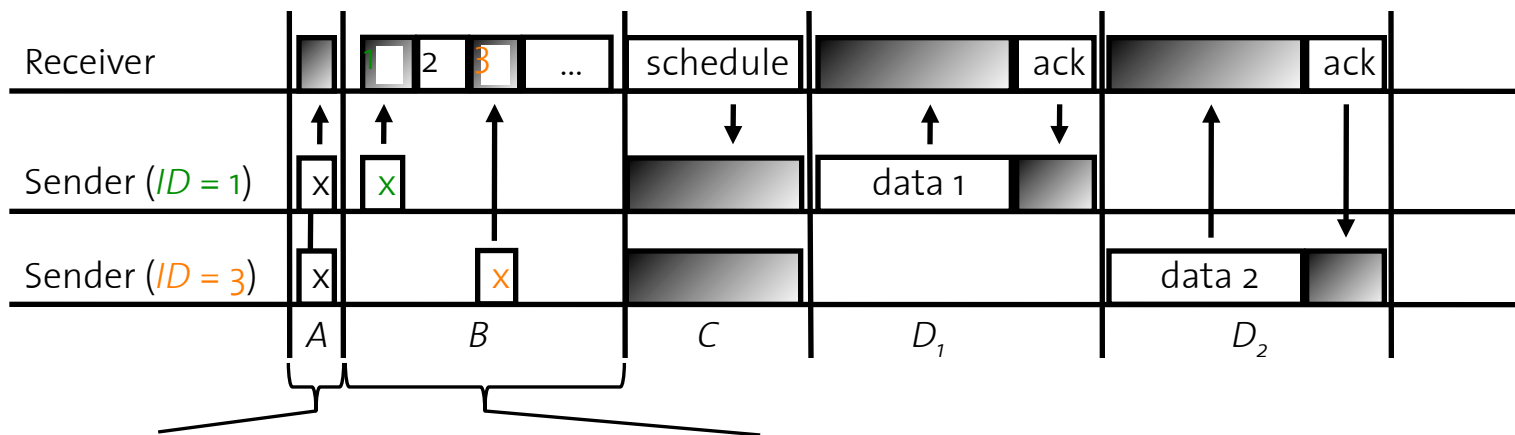 Receiver 1 2 3 ... schedule ack ack
Sender (ID = 1) x x data 1
Sender (ID = 3) x x data 2
A B C D1 D2